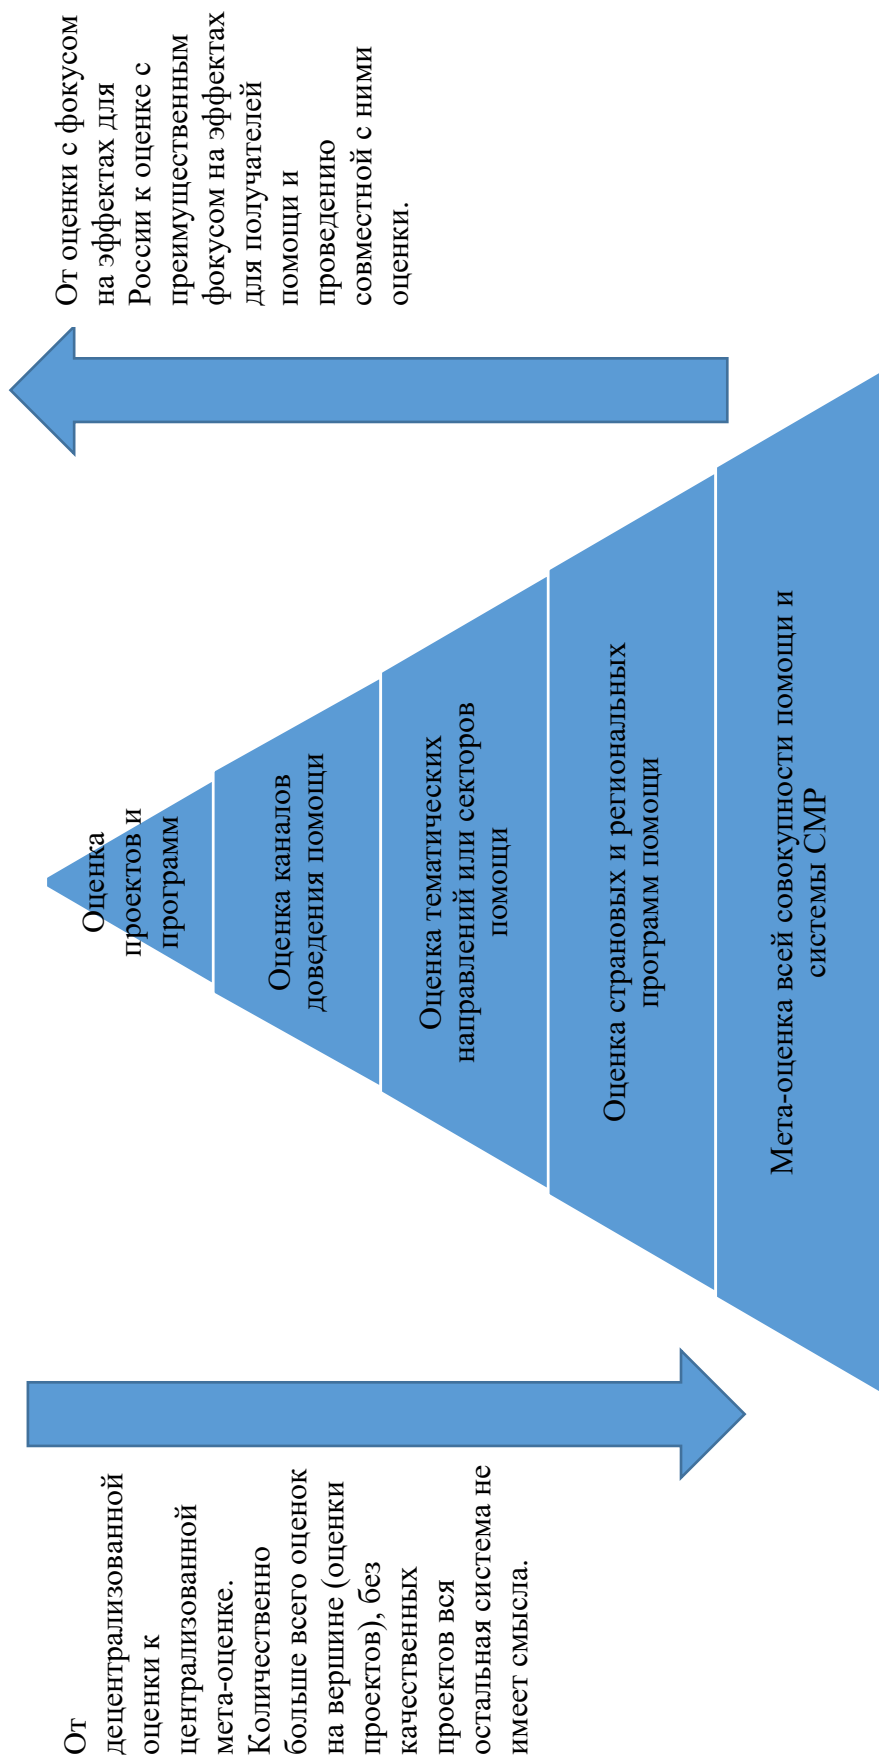 От
децентрализованной
оценки к
централизованной
мета-оценке.
Количественно
больше всего оценок
на вершине (оценки
проектов), без
качественных
проектов вся
остальная система не
имеет смысла.
Оценка
проектов и
программ
Оценка каналов
доведения помощи
Оценка тематических
направлений или секторов
помощи
Оценка страновых и региональных
программ помощи
Мета-оценка всей совокупности помощи и
системы СМР
От оценки с фокусом
на эффектах для
России к оценке с
преимущественным
фокусом на эффектах
для получателей
помощи и
проведению
совместной с ними
оценки.